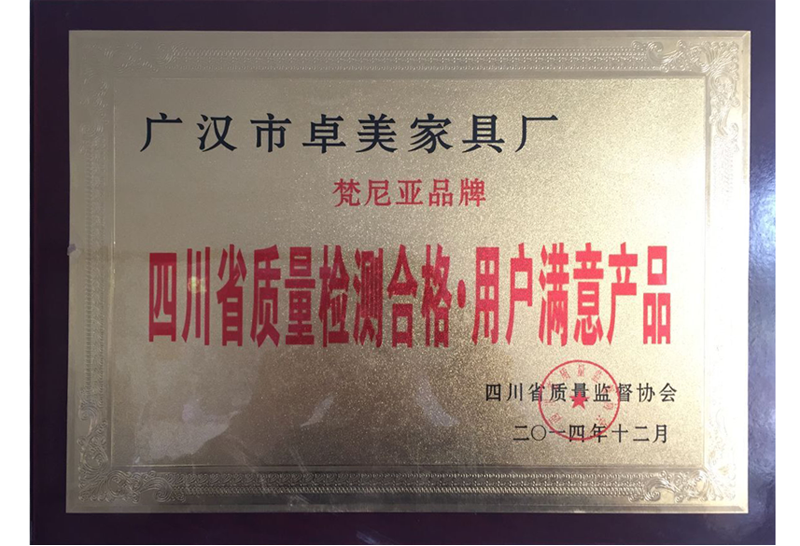 广汉市卓美家具厂
梵尼亚品牌
四川省质量检测合格·用户满意产品
四川省质量监督协会
二〇一四年十二月